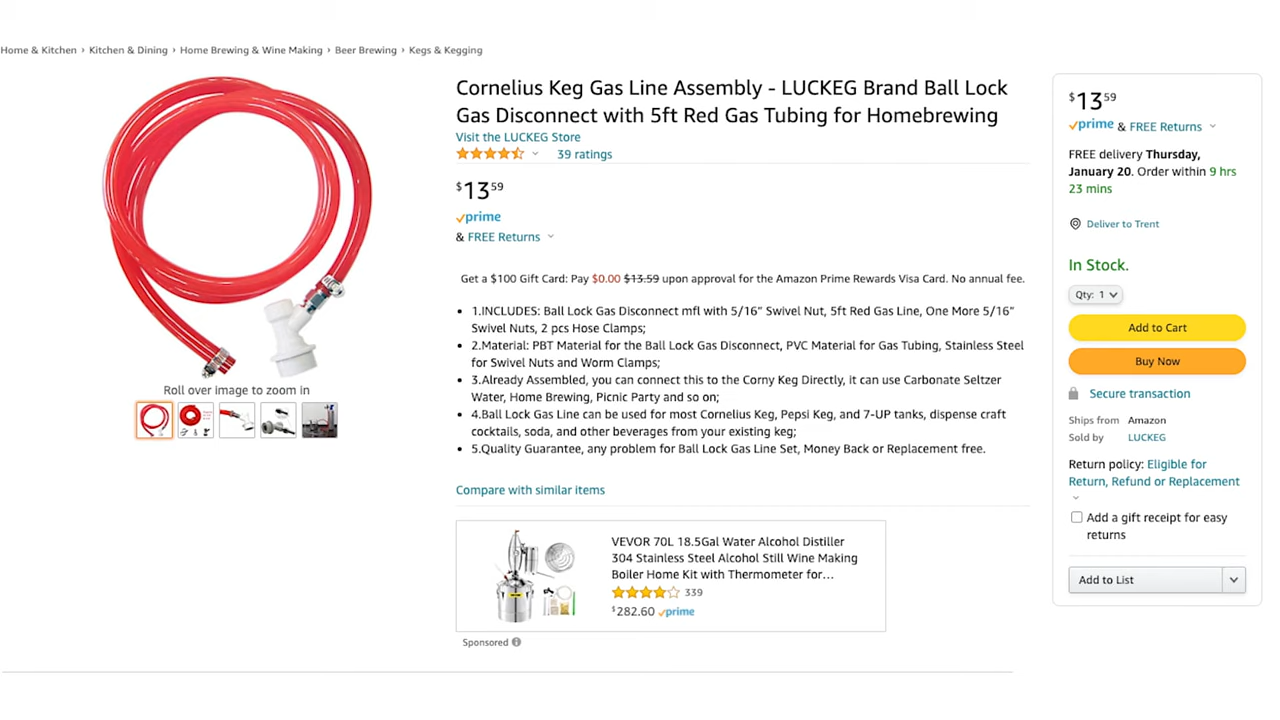 Home & Kitchen › Kitchen & Dining › Home Brewing & Wine Making › Beer Brewing › Kegs & Kegging
Cornelius Keg Gas Line Assembly - LUCKEG Brand Ball Lock
Gas Disconnect with 5ft Red Gas Tubing for Homebrewing
Visit the LUCKEG Store
39 ratings
$13.59
prime
& FREE Returns
Get a $100 Gift Card: Pay $0.00 $13.59 upon approval for the Amazon Prime Rewards Visa Card. No annual fee.
• 1.INCLUDES: Ball Lock Gas Disconnect mfl with 5/16" Swivel Nut, 5ft Red Gas Line, One More 5/16"
Swivel Nuts, 2 pcs Hose Clamps;
• 2.Material: PBT Material for the Ball Lock Gas Disconnect, PVC Material for Gas Tubing, Stainless Steel
for Swivel Nuts and Worm Clamps;
• 3.Already Assembled, you can connect this to the Corny Keg Directly, it can use Carbonate Seltzer
Water, Home Brewing, Picnic Party and so on;
• 4.Ball Lock Gas Line can be used for most Cornelius Keg, Pepsi Keg, and 7-UP tanks, dispense craft
cocktails, soda, and other beverages from your existing keg;
• 5.Quality Guarantee, any problem for Ball Lock Gas Line Set, Money Back or Replacement free.
Compare with similar items
Roll over image to zoom in
VEVOR 70L 18.5Gal Water Alcohol Distiller
304 Stainless Steel Alcohol Still Wine Making
Boiler Home Kit with Thermometer for...
339
$282.60 prime
Sponsored
$13.59
prime & FREE Returns
FREE delivery Thursday,
January 20. Order within 9 hrs
23 mins
Deliver to Trent
In Stock.
Qty: 1
Add to Cart
Buy Now
Secure transaction
Ships from Amazon
Sold by LUCKEG
Return policy: Eligible for
Return, Refund or Replacement
Add a gift receipt for easy
returns
Add to List